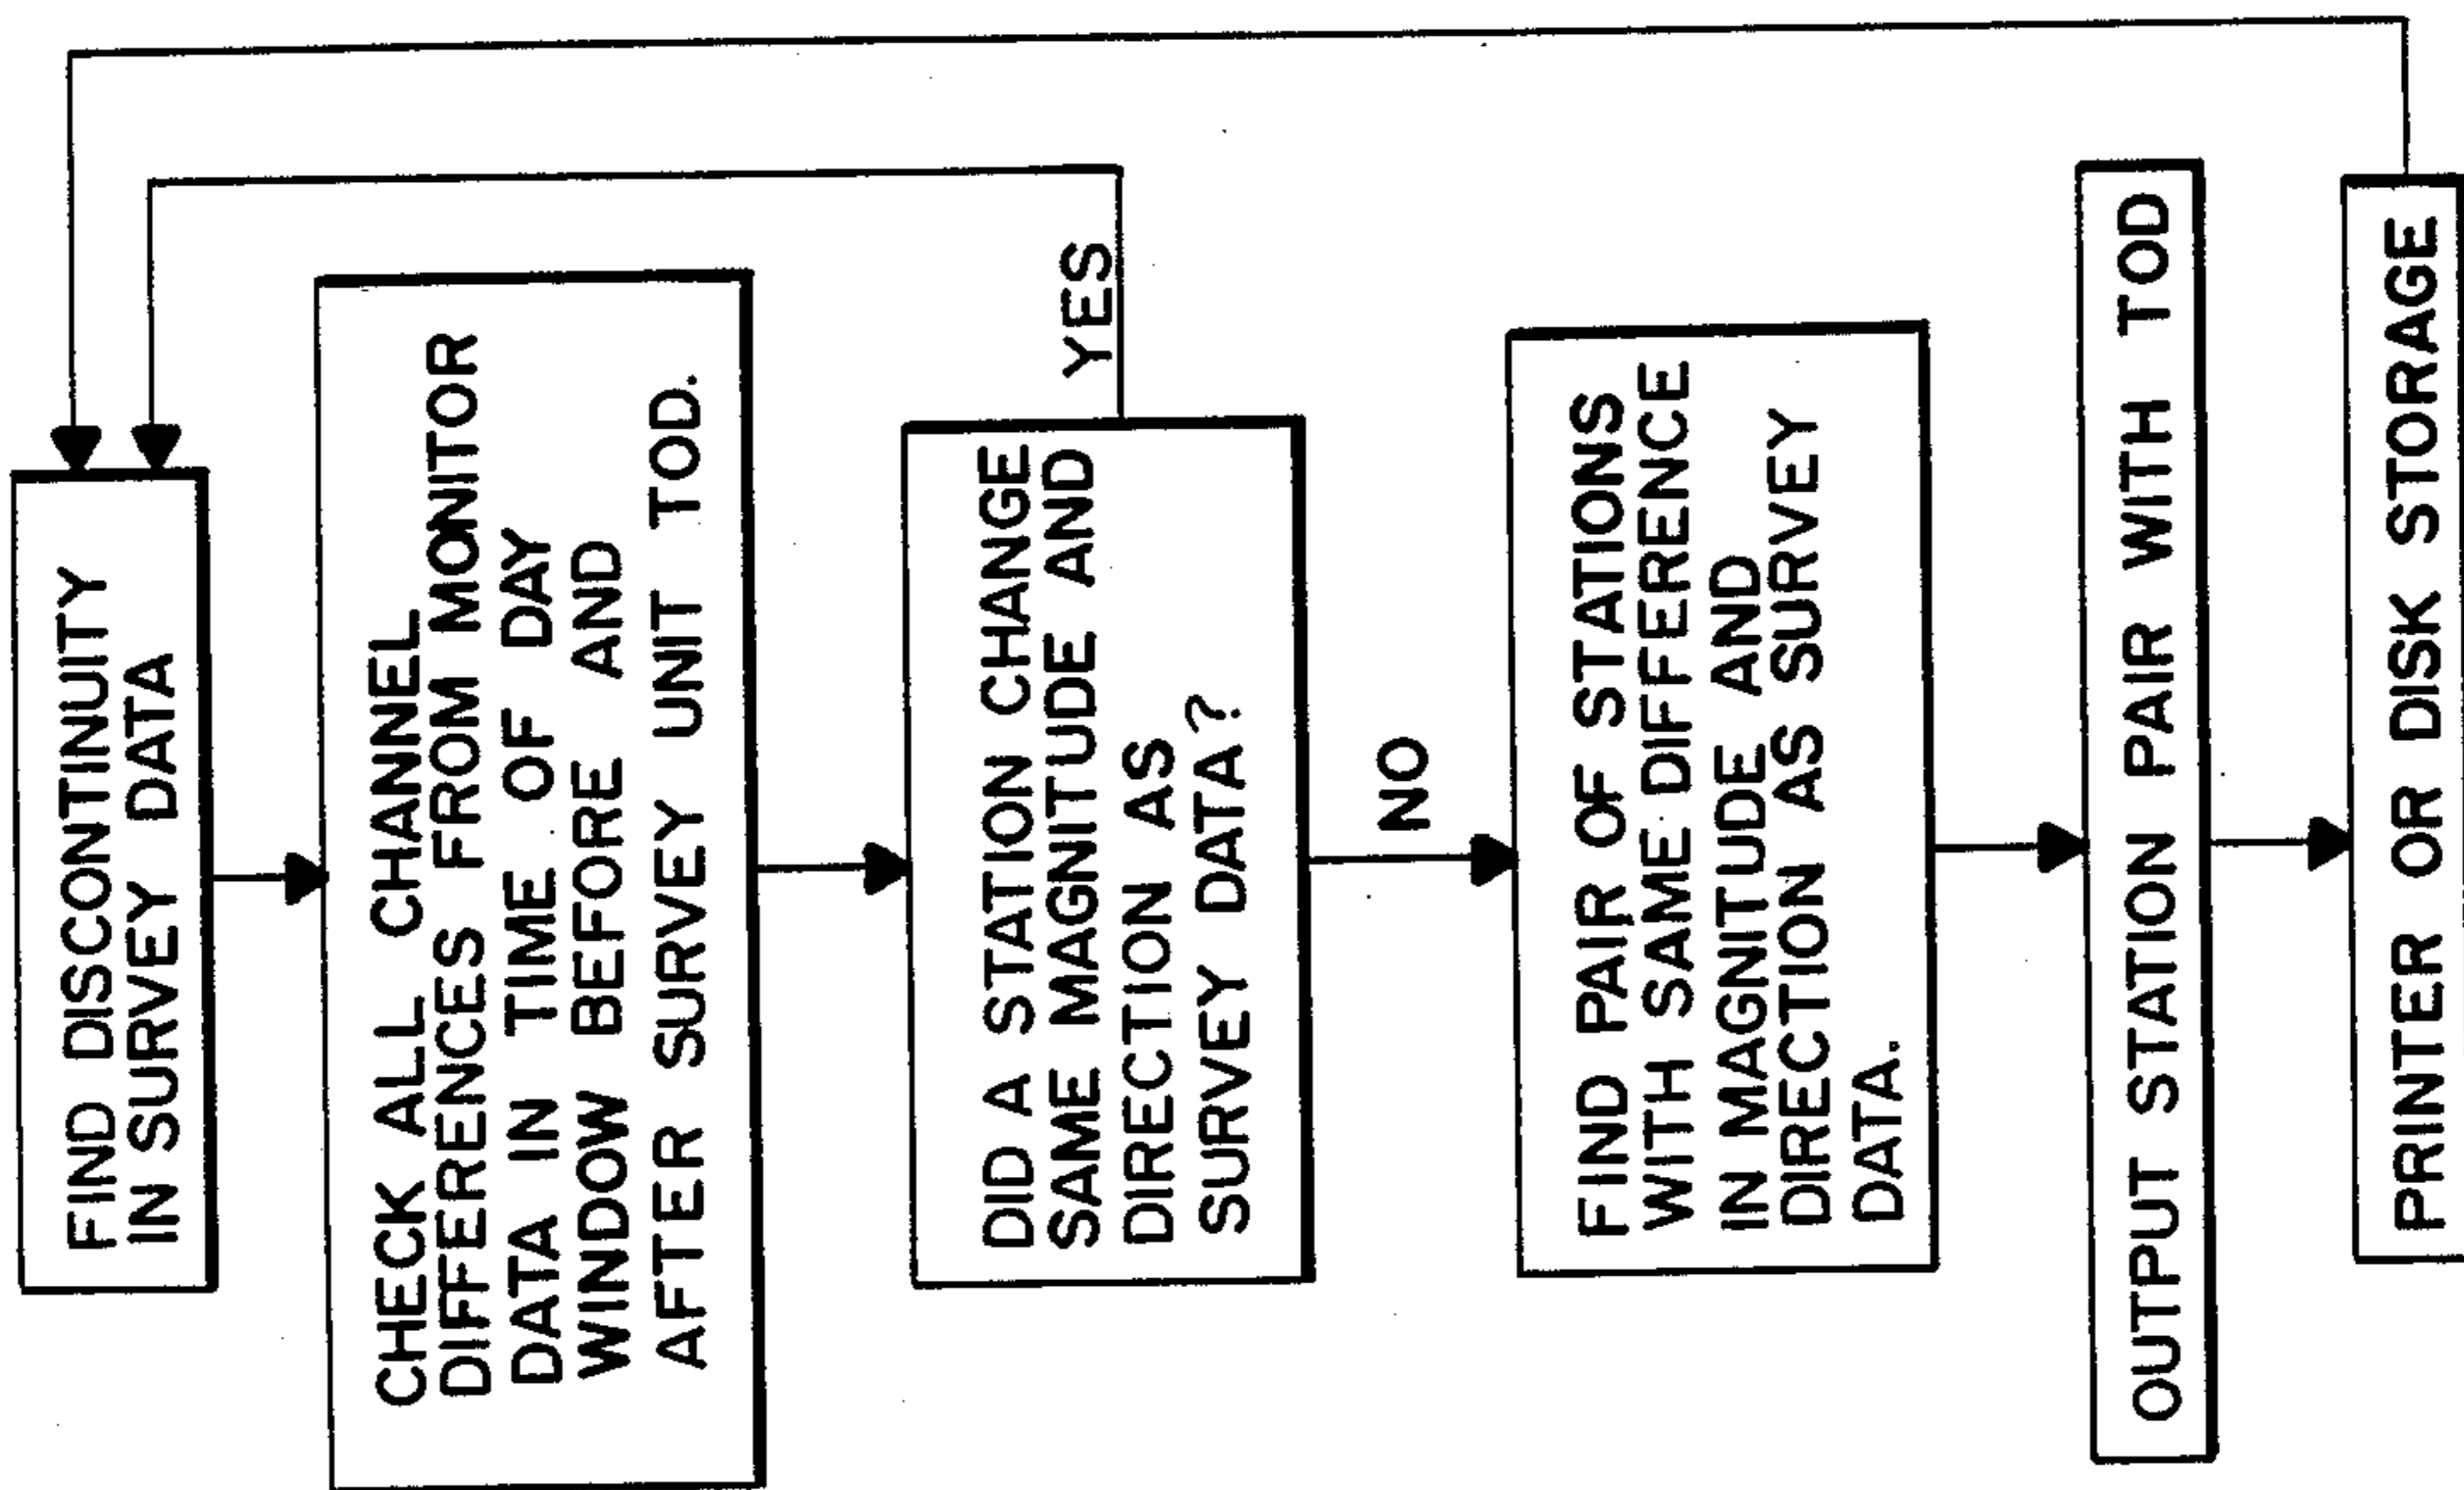 FIND DISCONTINUITY
IN SURVEY DATA
CHECK ALL CHANNEL
DIFFERENCES FROM MONITOR
DATA IN TIME OF DAY
WINDOW BEFORE AND
AFTER SURVEY UNIT TOD.
DID A STATION CHANGE
SAME MAGNITUDE AND
DIRECTION AS
SURVEY DATA?
YES
NO
FIND PAIR OF STATIONS
WITH SAME DIFFERENCE
IN MAGNITUDE AND
DIRECTION AS SURVEY
DATA.
OUTPUT STATION PAIR WITH TOD
PRINTER OR DISK STORAGE